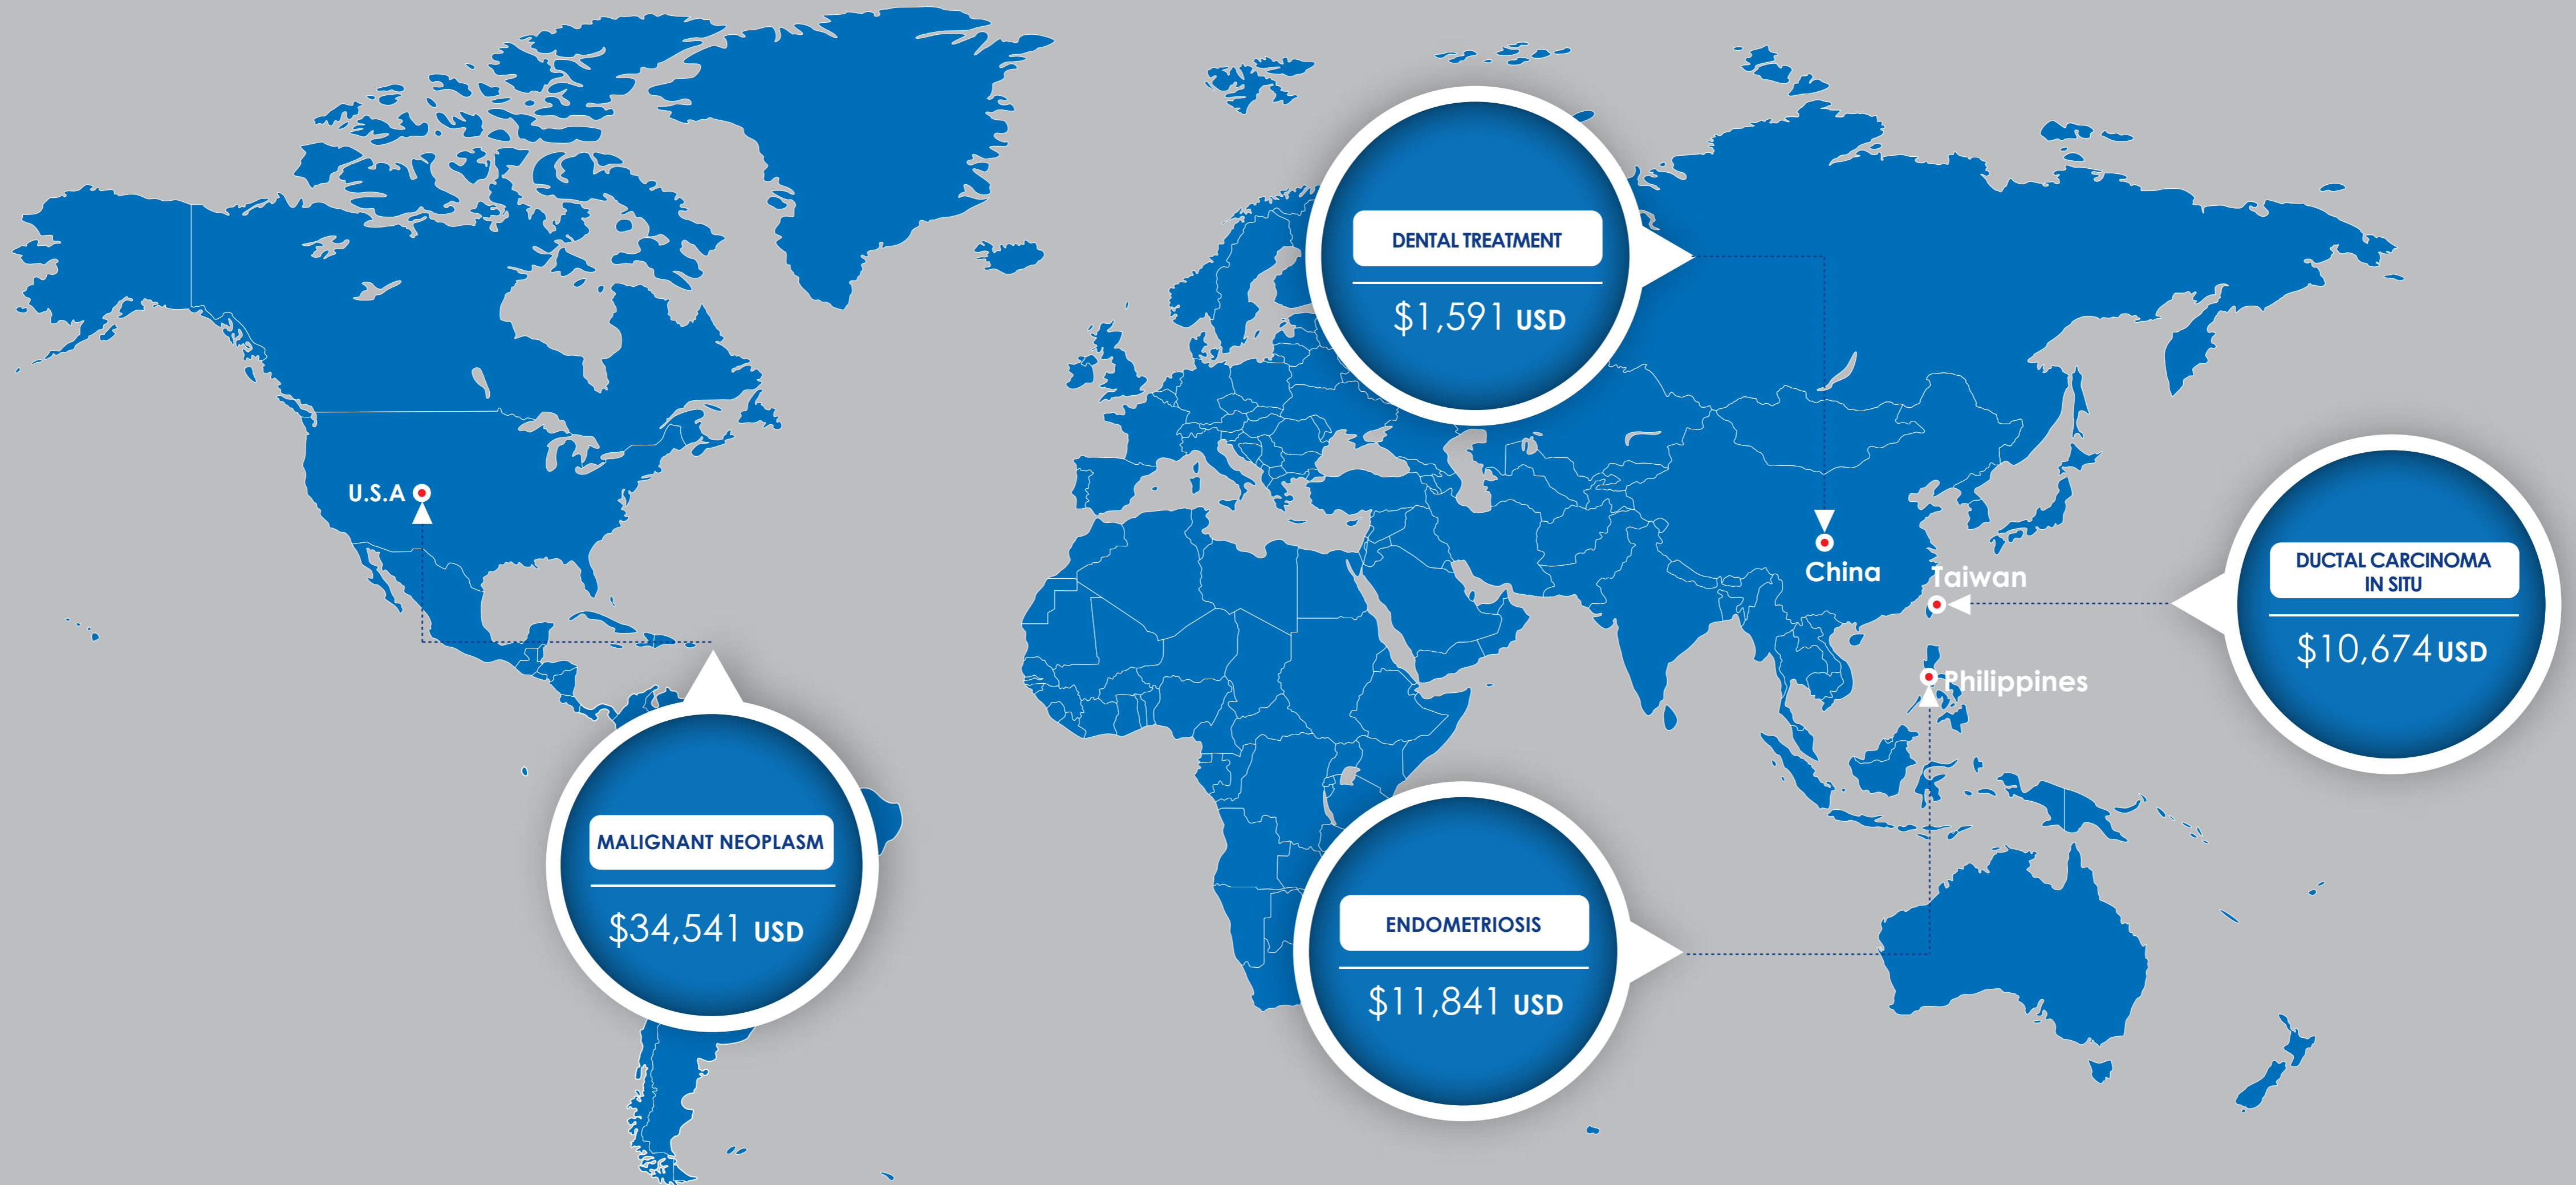 DENTAL TREATMENT
$1,591 USD
U.S.A
China
Taiwan
DUCTAL CARCINOMA
IN SITU
$10,674 USD
Philippines
MALIGNANT NEOPLASM
$34,541 USD
ENDOMETRIOSIS
$11,841 USD